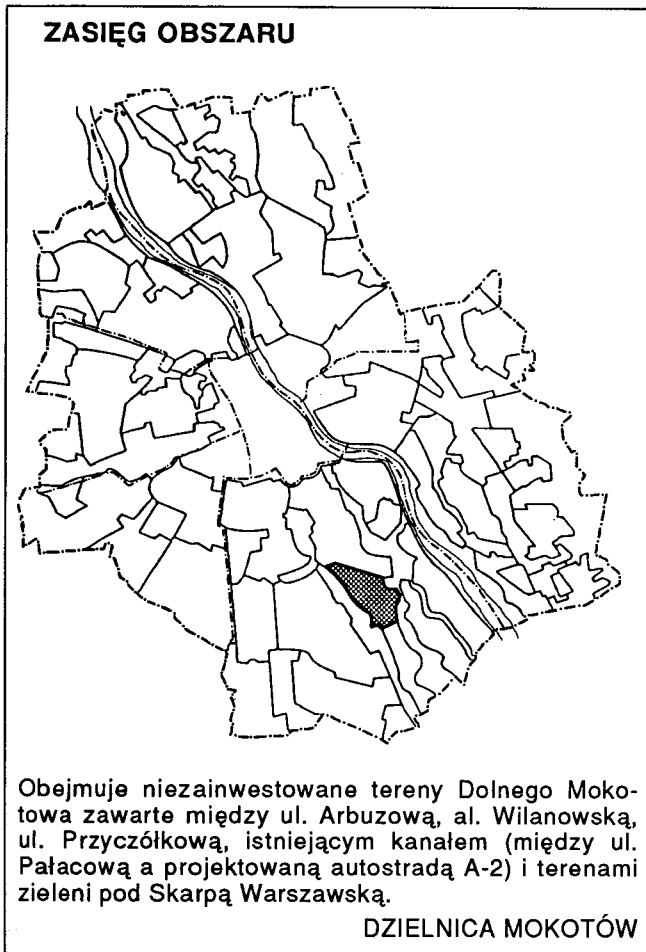 ZASIĘG OBSZARU
Obejmuje niezainwestowane tereny Dolnego Moko-
towa zawarte między ul. Arbuzową, al. Wilanowską,
ul. Przyczółkową, istniejącym kanałem (między ul.
Pałacową a projektowaną autostradą A-2) i terenami
zieleni pod Skarpą Warszawską.
DZIELNICA MOKOTÓW